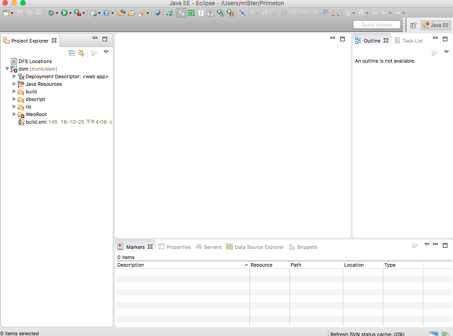 Java EE - Eclipse - /Users/miSter/Primeton
Quick Access
Java EE
Project Explorer
Outline
Task List
DFS Locations
An outline is not available.
dsm [trunk/dsm]
Deployment Descriptor: <web app>
Java Resources
build
dbscript
lib
WebRoot
build.xml 145 16-10-25 下午4:09
Markers
Properties
Servers
Data Source Explorer
Snippets
0 items
Description
Resource
Path
Location
Type
0 items selected
Refresh SVN status cache: (0%)